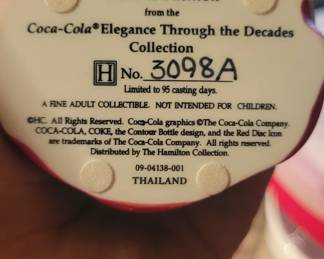 from the
Coca-Cola® Elegance Through the Decades
Collection
H No. 3098A
Limited to 95 casting days.
A FINE ADULT COLLECTIBLE. NOT INTENDED FOR CHILDREN.
©HC. All Rights Reserved. Coca-Cola graphics ©The Coca-Cola Company.
COCA-COLA, COKE, the Contour Bottle design, and the Red Disc Icon
are trademarks of The Coca-Cola Company. All rights reserved.
Distributed by The Hamilton Collection.
09-04138-001
THAILAND